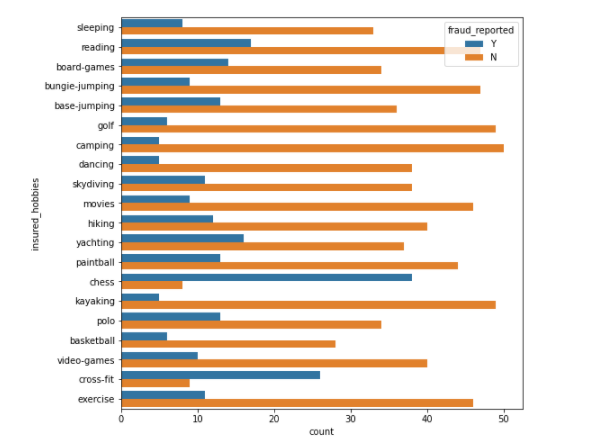 fraud_reported
Y
N
insured_hobbies
sleeping
reading
board-games
bungie-jumping
base-jumping
golf
camping
dancing
skydiving
movies
hiking
yachting
paintball
chess
kayaking
polo
basketball
video-games
cross-fit
exercise
0 10 20 30 40 50
count